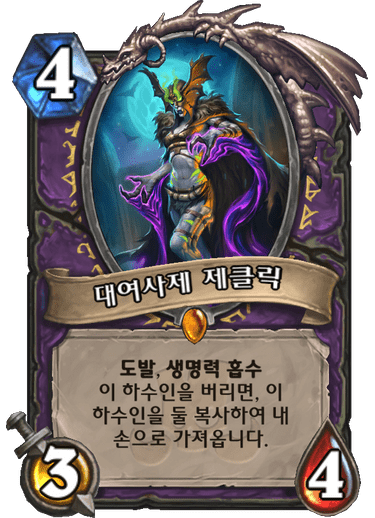 4
대여사제 제클릭
도발, 생명력 흡수
이 하수인을 버리면, 이
하수인을 둘 복사하여 내
손으로 가져옵니다.
3
4